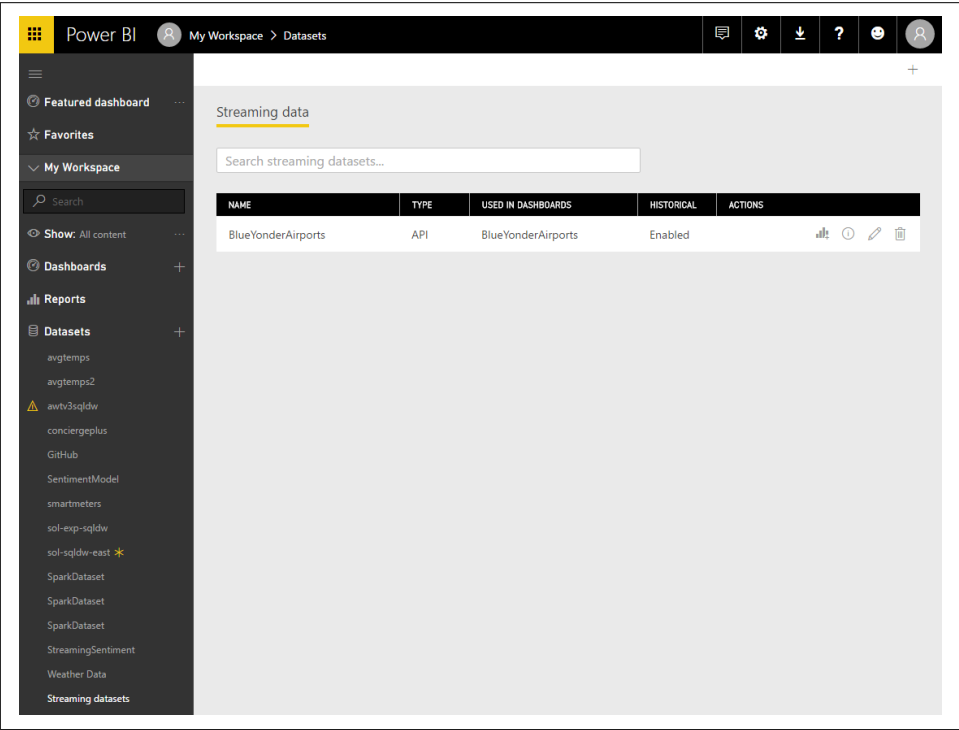 Power BI My Workspace > Datasets ?
Featured dashboard ...
Favorites
My Workspace
Search
Show: All content ...
Dashboards +
Reports
Datasets +
avgtemps
avgtemps2
awtv3sqldw
conciergeplus
GitHub
SentimentModel
smartmeters
sol-exp-sqldw
sol-sqldw-east
SparkDataset
SparkDataset
SparkDataset
StreamingSentiment
Weather Data
Streaming datasets
+
Streaming data
Search streaming datasets...
NAME TYPE USED IN DASHBOARDS HISTORICAL ACTIONS
BlueYonderAirports API BlueYonderAirports Enabled